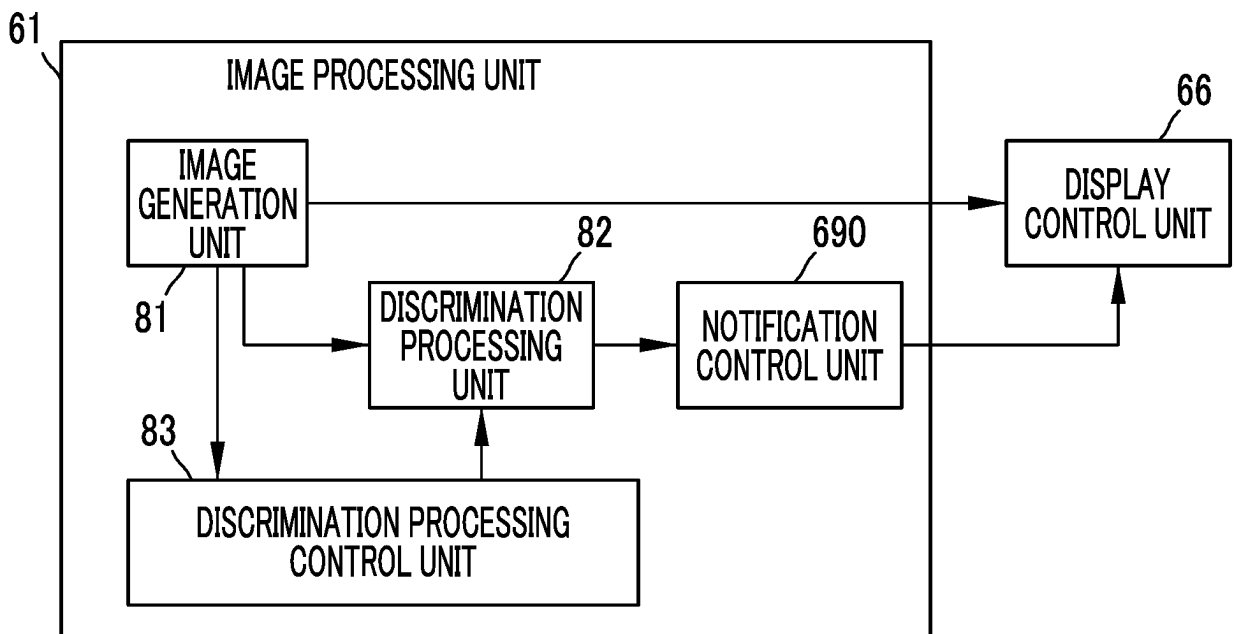 61
IMAGE PROCESSING UNIT
66
IMAGE
GENERATION
UNIT
81
DISPLAY
CONTROL UNIT
82
DISCRIMINATION
PROCESSING
UNIT
690
NOTIFICATION
CONTROL UNIT
83
DISCRIMINATION PROCESSING
CONTROL UNIT